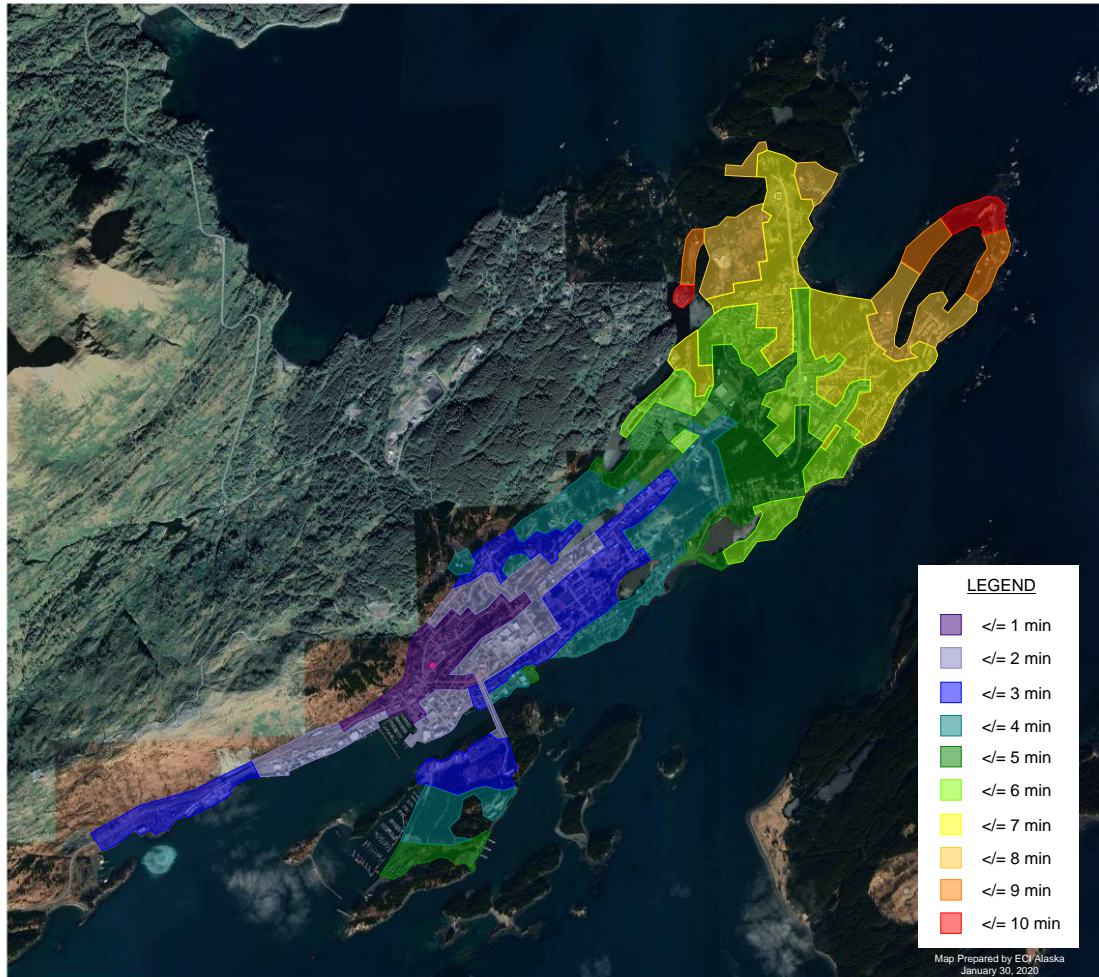 LEGEND
</= 1 min
</= 2 min
</= 3 min
</= 4 min
</= 5 min
</= 6 min
</= 7 min
</= 8 min
</= 9 min
</= 10 min
Map Prepared by ECI Alaska
January 30, 2020